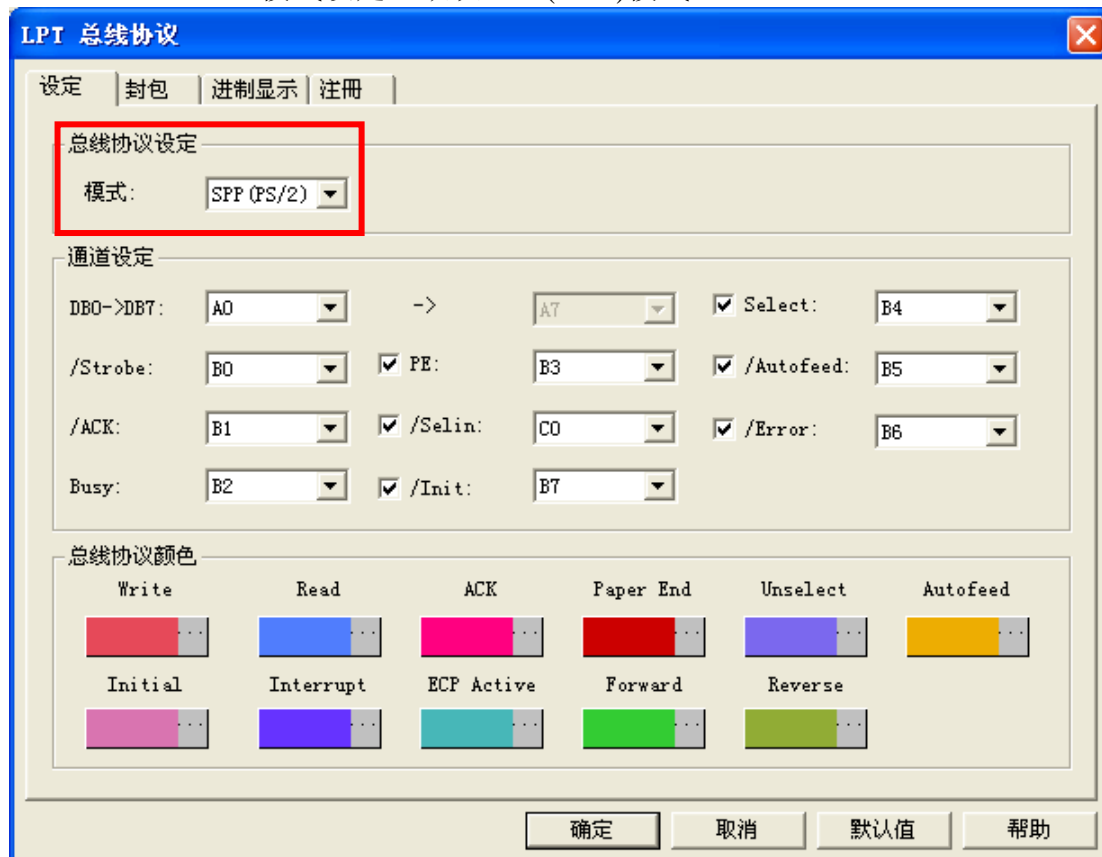 LPT 总线协议
设定 封包 进制显示 注冊
总线协议设定
模式: SPP(PS/2)
通道设定
DB0->DB7: A0 -> A7 Select: B4
/Strobe: B0 PE: B3 /Autofeed: B5
/ACK: B1 /Selin: C0 /Error: B6
Busy: B2 /Init: B7
总线协议颜色
Write Read ACK Paper End Unselect Autofeed
... ... ... ... ... ...
Initial Interrupt ECP Active Forward Reverse
... ... ... ... ...
确定 取消 默认值 帮助